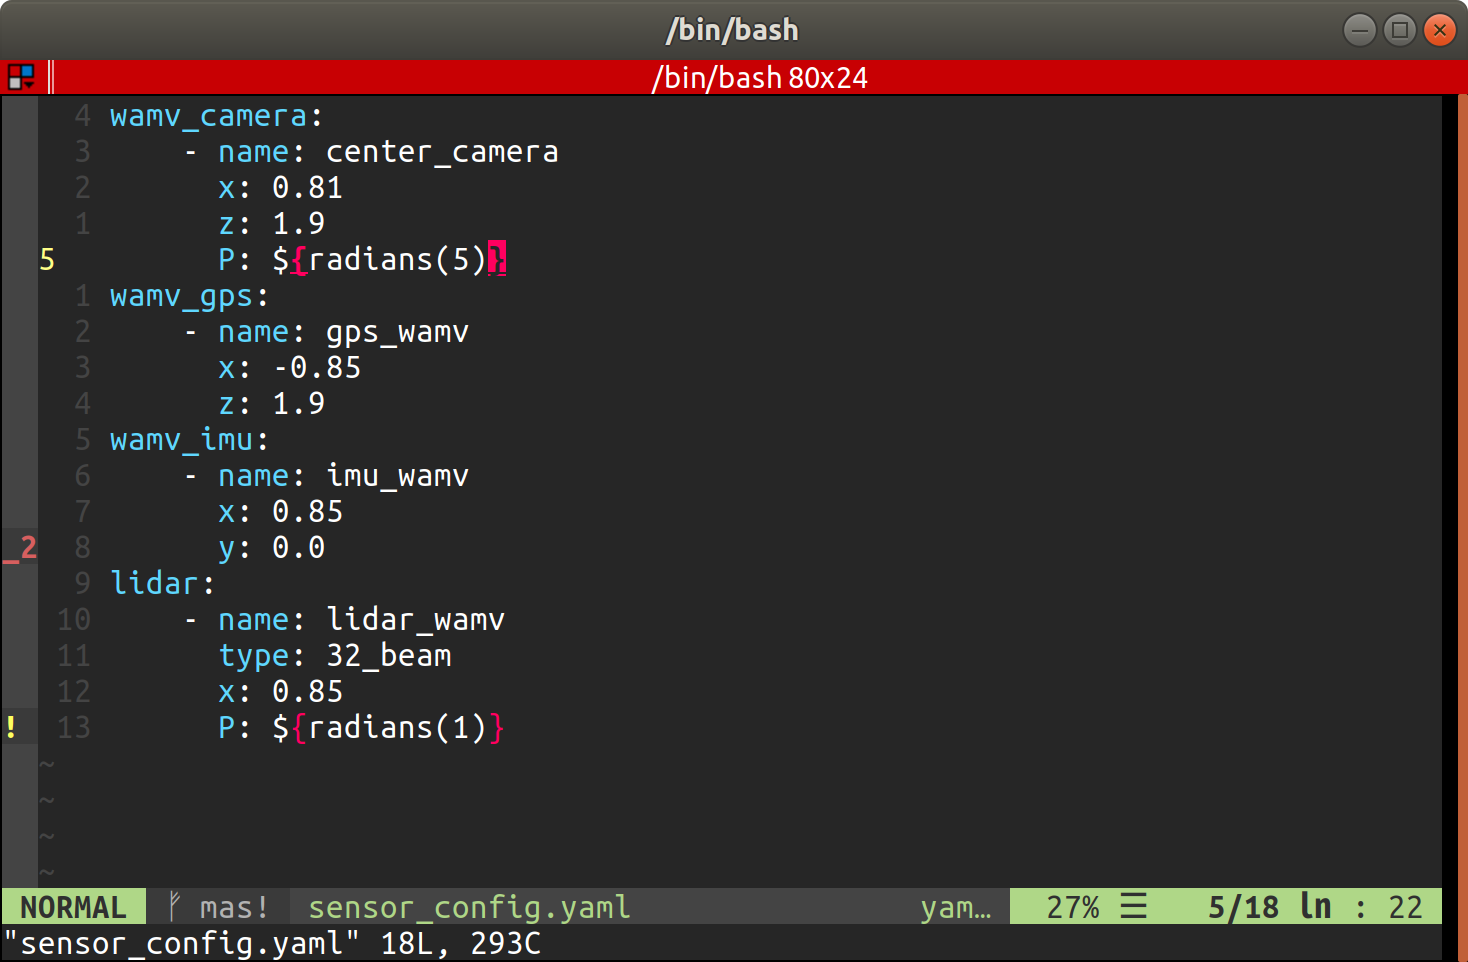 /bin/bash
/bin/bash 80x24
4 wamv_camera:
3     - name: center_camera
2       x: 0.81
1       z: 1.9
5         P: ${radians(5)}
1 wamv_gps:
2     - name: gps_wamv
3       x: -0.85
4       z: 1.9
5 wamv_imu:
6     - name: imu_wamv
7       x: 0.85
_2 8       y: 0.0
9 lidar:
10     - name: lidar_wamv
11       type: 32_beam
12       x: 0.85
! 13       P: ${radians(1)}
~
~
~
~
NORMAL ᚠ mas! sensor_config.yaml yam… 27% ☰ 5/18 ln : 22
"sensor_config.yaml" 18L, 293C